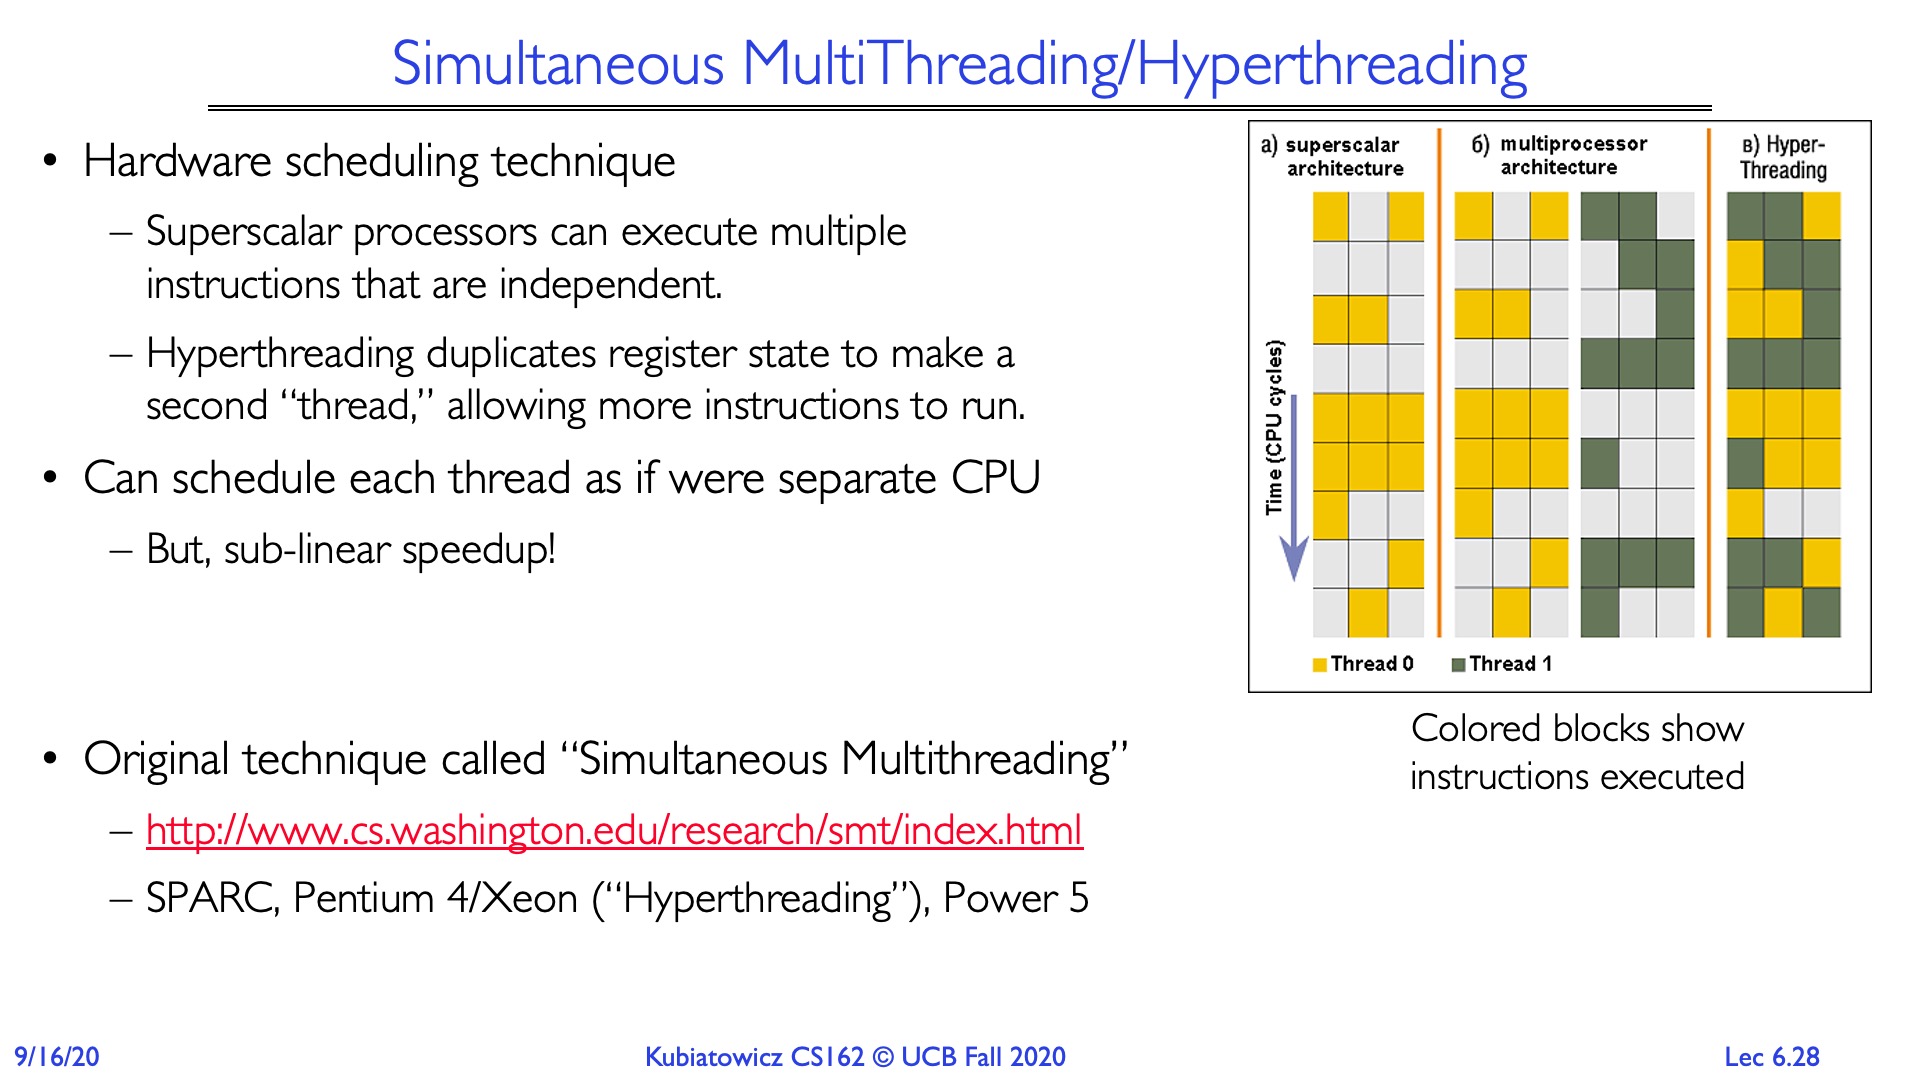 Simultaneous MultiThreading/Hyperthreading
• Hardware scheduling technique
– Superscalar processors can execute multiple
instructions that are independent.
– Hyperthreading duplicates register state to make a
second “thread,” allowing more instructions to run.
• Can schedule each thread as if were separate CPU
– But, sub-linear speedup!
• Original technique called “Simultaneous Multithreading”
– http://www.cs.washington.edu/research/smt/index.html
– SPARC, Pentium 4/Xeon (“Hyperthreading”), Power 5
а) superscalar
architecture
б) multiprocessor
architecture
в) Hyper-
Threading
Time (CPU cycles)
Thread 0
Thread 1
Colored blocks show
instructions executed
9/16/20
Kubiatowicz CS162 © UCB Fall 2020
Lec 6.28